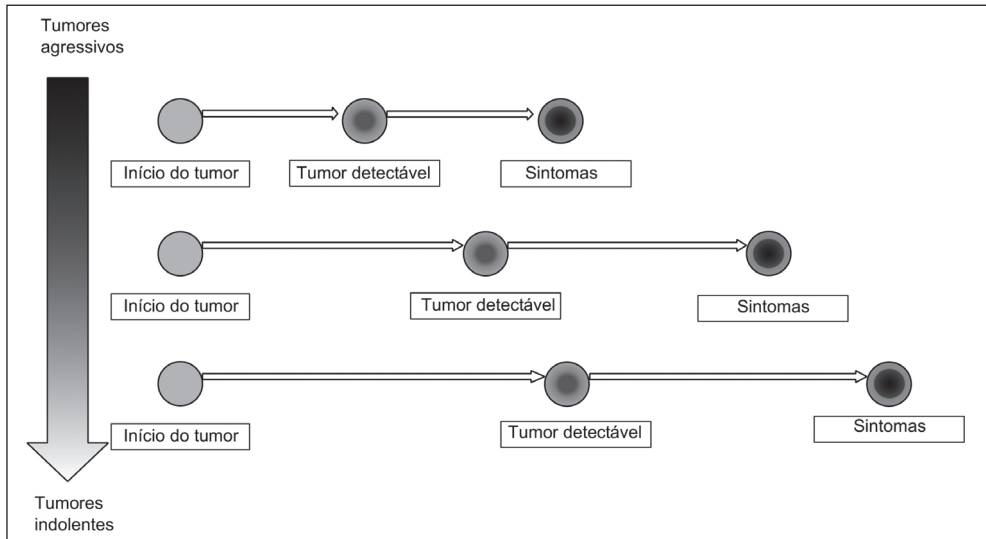 Tumores
agressivos
Início do tumor
Tumor detectável
Sintomas
Início do tumor
Tumor detectável
Sintomas
Início do tumor
Tumor detectável
Sintomas
Tumores
indolentes